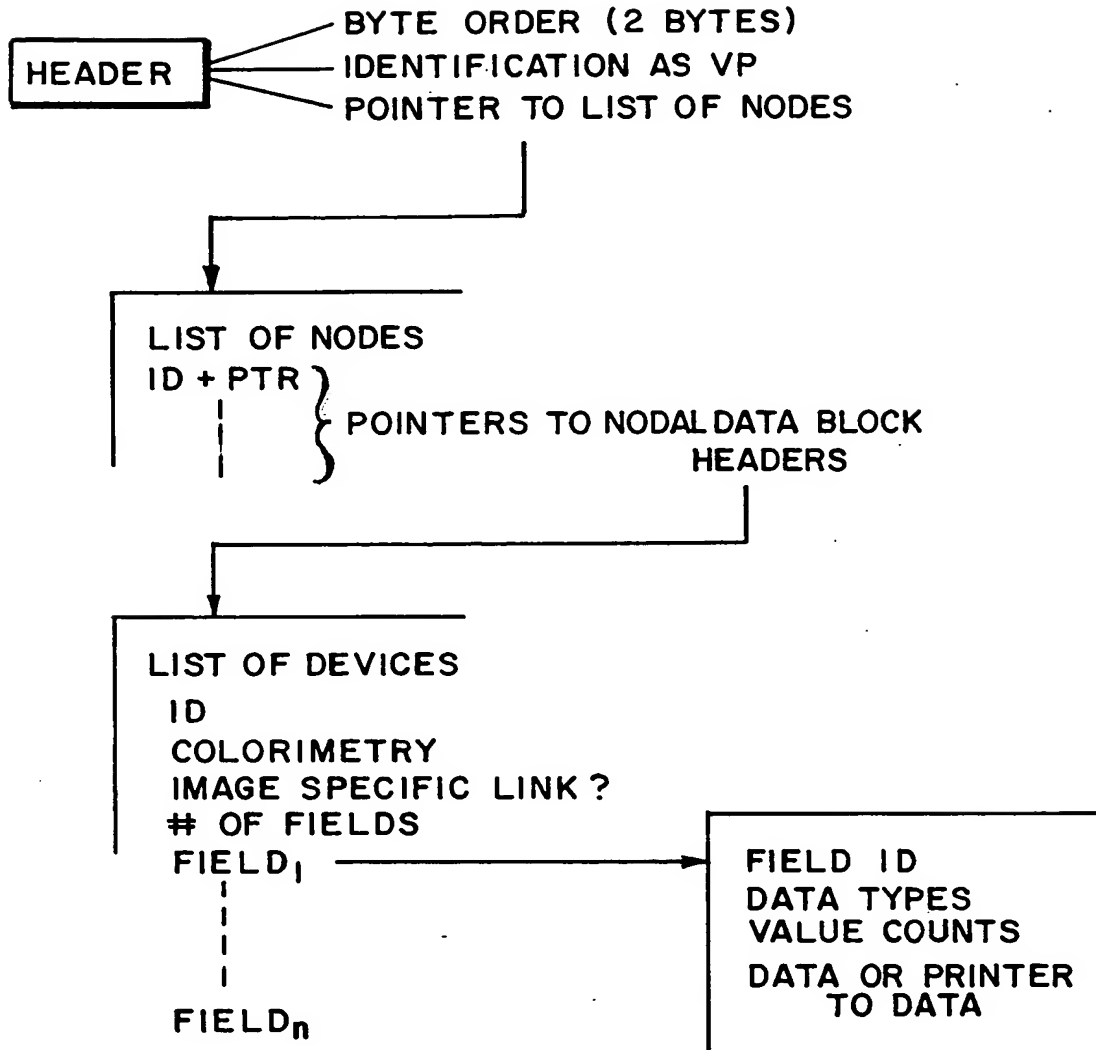 HEADER
BYTE ORDER (2 BYTES)
IDENTIFICATION AS VP
POINTER TO LIST OF NODES
LIST OF NODES
ID + PTR
POINTERS TO NODAL DATA BLOCK
HEADERS
LIST OF DEVICES
ID
COLORIMETRY
IMAGE SPECIFIC LINK ?
# OF FIELDS
FIELD₁
FIELDₙ
FIELD ID
DATA TYPES
VALUE COUNTS
DATA OR PRINTER
TO DATA